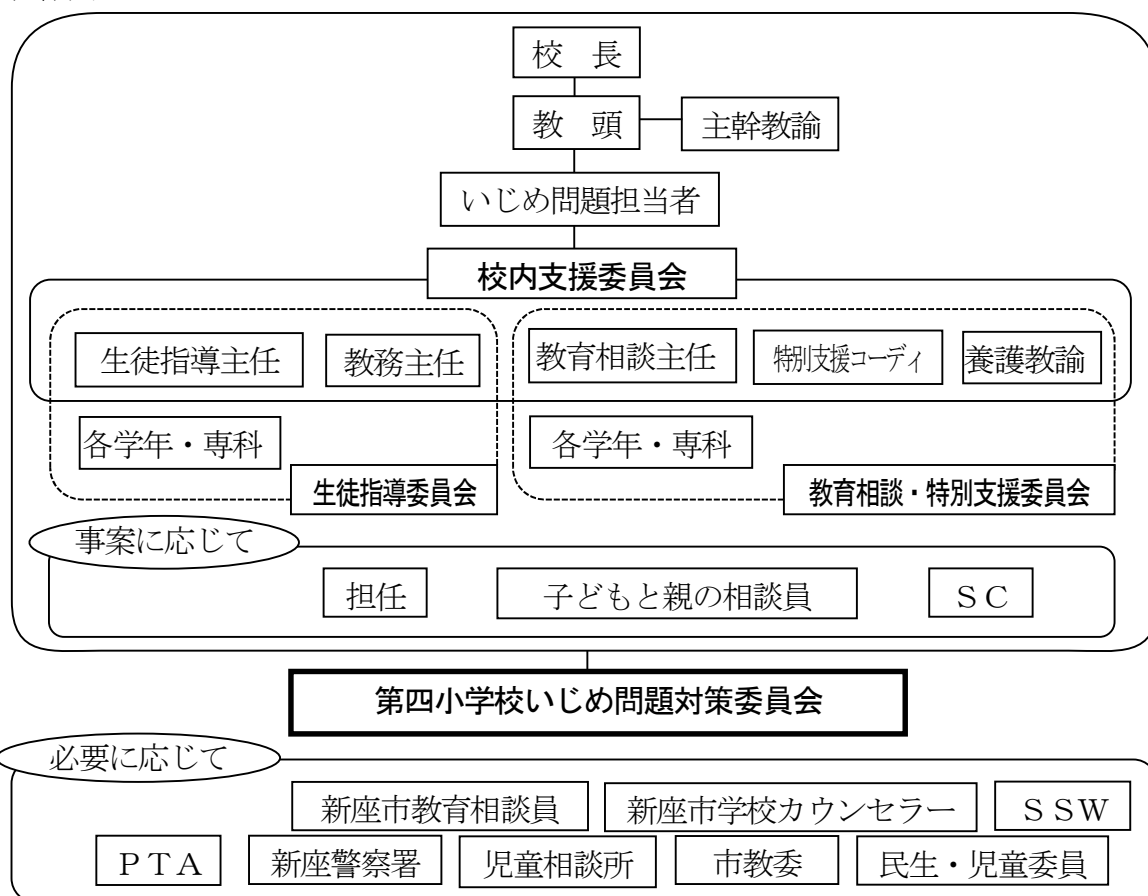 校　長
教　頭
主幹教諭
いじめ問題担当者
校内支援委員会
生徒指導主任
教務主任
教育相談主任
特別支援コーディ
養護教諭
各学年・専科
各学年・専科
生徒指導委員会
教育相談・特別支援委員会
事案に応じて
担任
子どもと親の相談員
ＳＣ
第四小学校いじめ問題対策委員会
必要に応じて
新座市教育相談員
新座市学校カウンセラー
ＳＳＷ
ＰＴＡ
新座警察署
児童相談所
市教委
民生・児童委員